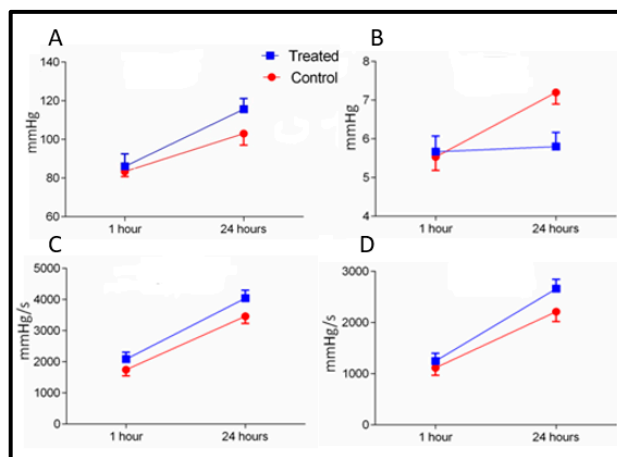 A
Treated
Control
mmHg
140
120
100
80
60
1 hour
24 hours
B
mmHg
8
7
6
5
4
1 hour
24 hours
C
mmHg/s
5000
4000
3000
2000
1000
0
1 hour
24 hours
D
mmHg/s
3000
2000
1000
0
1 hour
24 hours